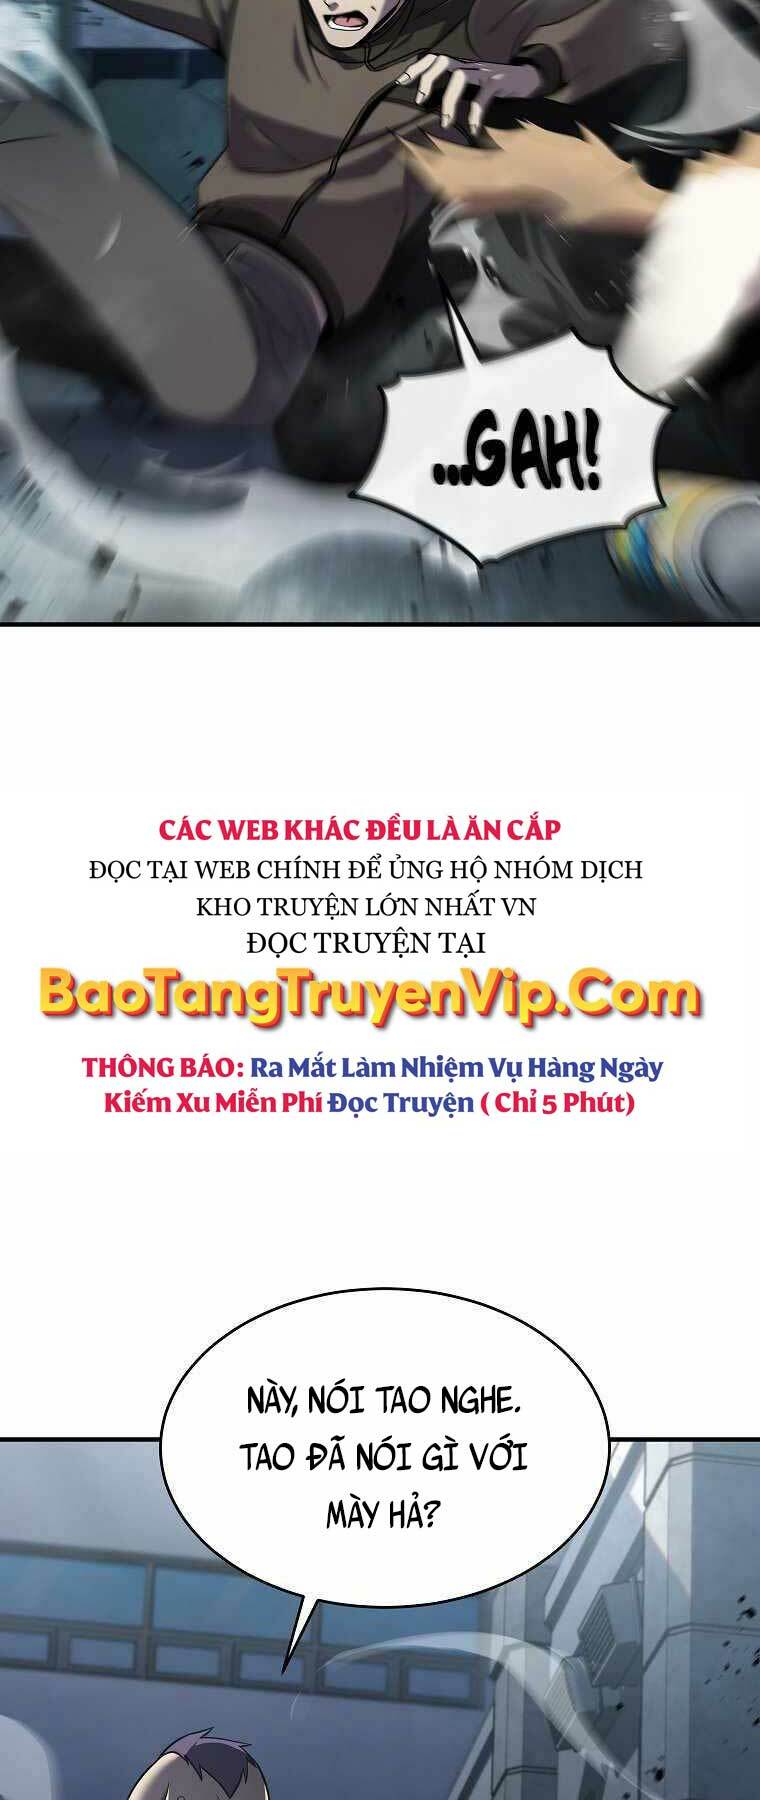 ...GAH!
CÁC WEB KHÁC ĐỀU LÀ ĂN CẮP
ĐỌC TẠI WEB CHÍNH ĐỂ ỦNG HỘ NHÓM DỊCH
KHO TRUYỆN LỚN NHẤT VN
ĐỌC TRUYỆN TẠI
BaoTangTruyenVip.Com
THÔNG BÁO: Ra Mắt Làm Nhiệm Vụ Hàng Ngày
Kiếm Xu Miễn Phí Đọc Truyện ( Chỉ 5 Phút)
NÀY, NÓI TAO NGHE.
TAO ĐÃ NÓI GÌ VỚI
MÀY HẢ?